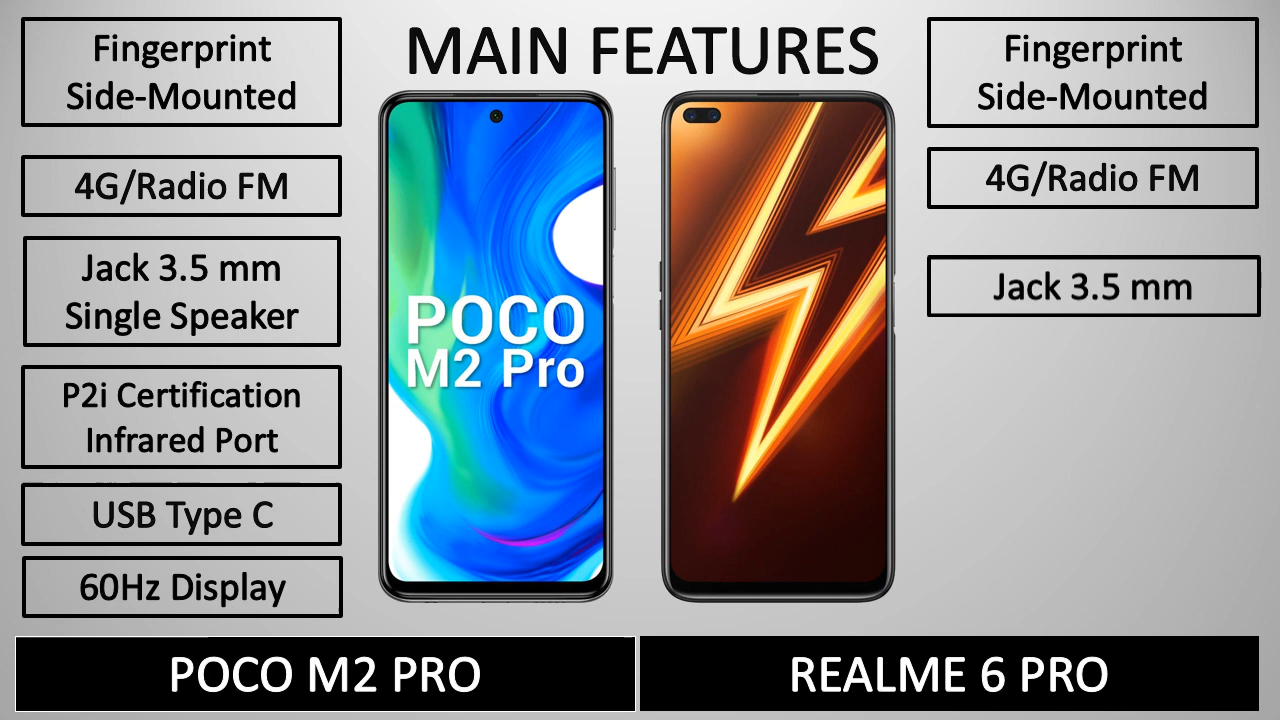 MAIN FEATURES
Fingerprint
Side-Mounted
4G/Radio FM
Jack 3.5 mm
Single Speaker
P2i Certification
Infrared Port
USB Type C
60Hz Display
POCO
M2 Pro
Fingerprint
Side-Mounted
4G/Radio FM
Jack 3.5 mm
POCO M2 PRO
REALME 6 PRO